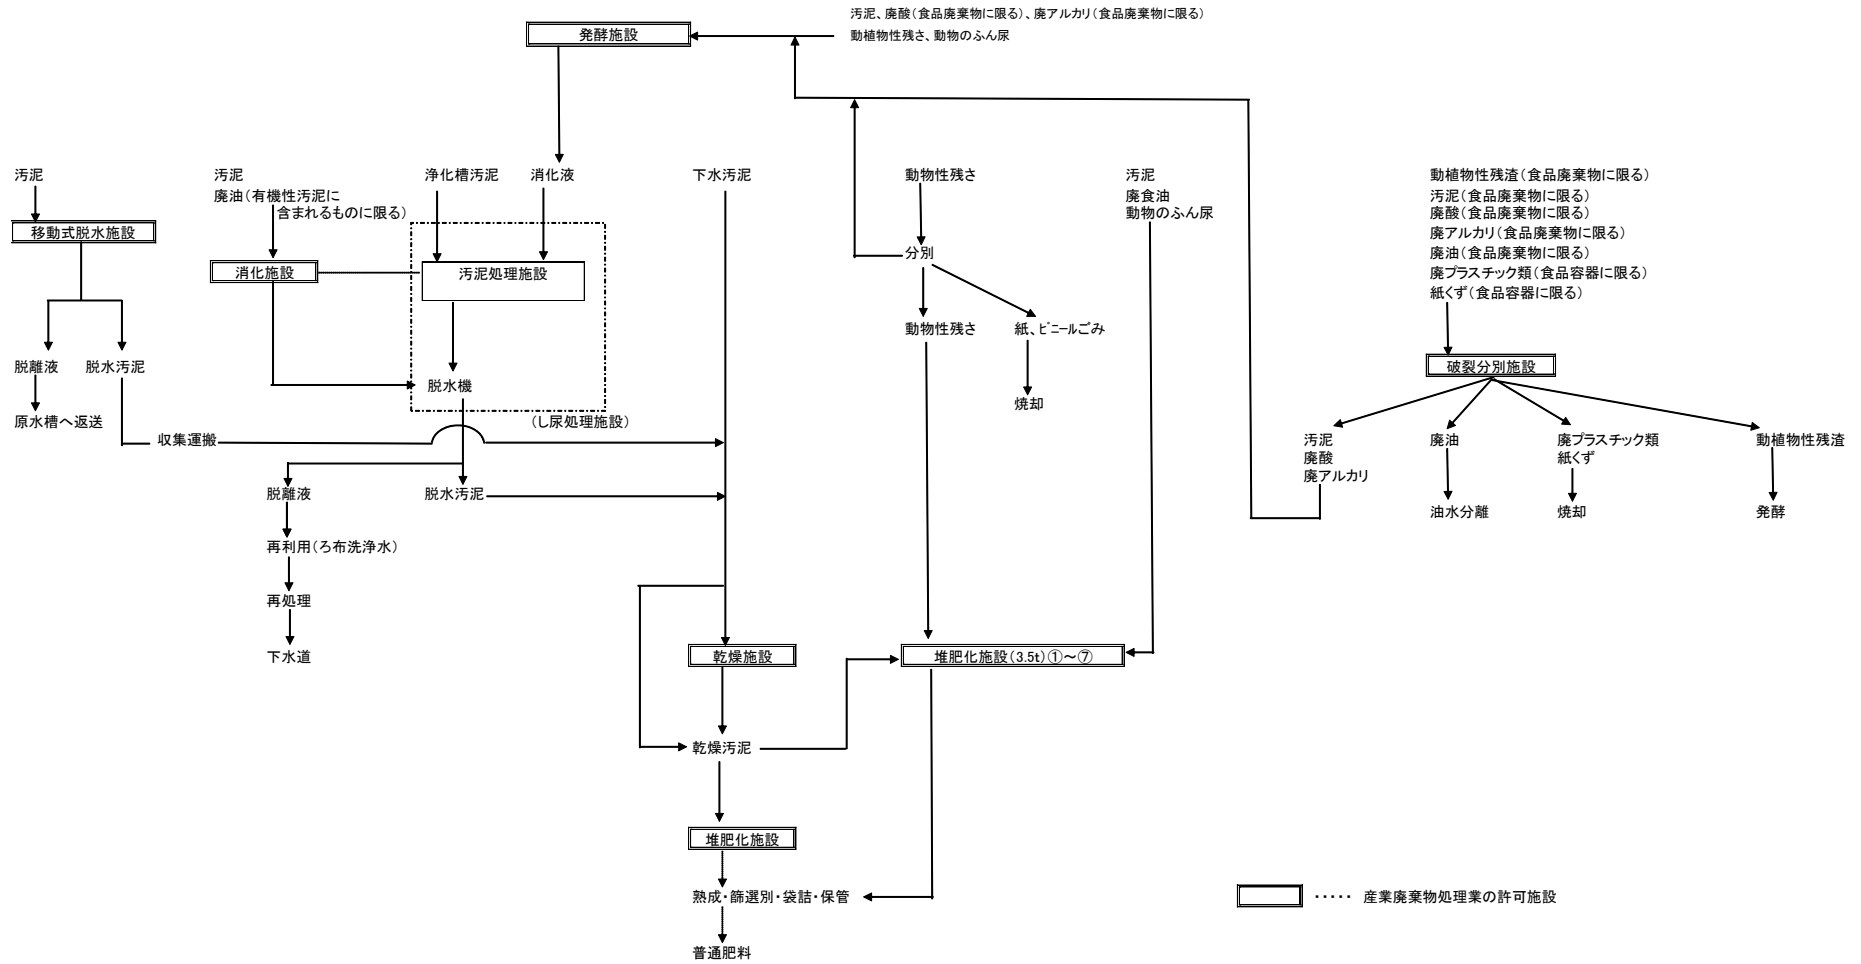 汚泥、廃酸(食品廃棄物に限る)、廃アルカリ(食品廃棄物に限る)
動植物性残さ、動物のふん尿
発酵施設
汚泥
汚泥
廃油(有機性汚泥に
含まれるものに限る)
浄化槽汚泥
消化液
下水汚泥
動物性残さ
汚泥
廃食油
動物のふん尿
動植物性残渣(食品廃棄物に限る)
汚泥(食品廃棄物に限る)
廃酸(食品廃棄物に限る)
廃アルカリ(食品廃棄物に限る)
廃油(食品廃棄物に限る)
廃プラスチック類(食品容器に限る)
紙くず(食品容器に限る)
移動式脱水施設
消化施設
汚泥処理施設
分別
動物性残さ
紙、ビニールごみ
脱離液
脱水汚泥
脱水機
破裂分別施設
焼却
原水槽へ返送
(し尿処理施設)
収集運搬
汚泥
廃酸
廃アルカリ
廃油
廃プラスチック類
紙くず
動植物性残渣
脱離液
脱水汚泥
油水分離
焼却
発酵
再利用(ろ布洗浄水)
再処理
下水道
乾燥施設
堆肥化施設(3.5t)①~⑦
乾燥汚泥
堆肥化施設
熟成・篩選別・袋詰・保管
・・・・・ 産業廃棄物処理業の許可施設
普通肥料